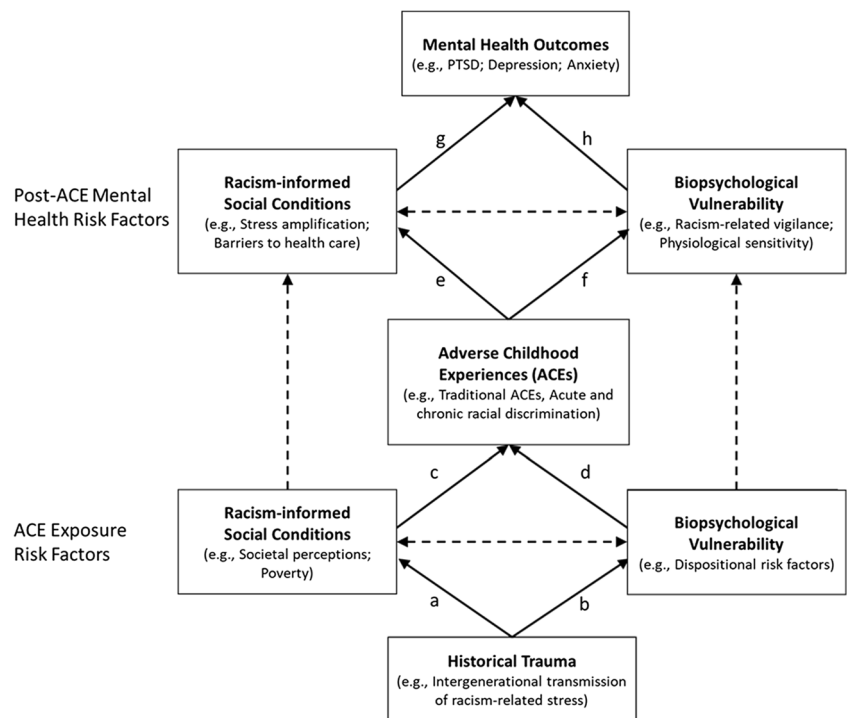 Mental Health Outcomes
(e.g., PTSD; Depression; Anxiety)
g
h
Post-ACE Mental
Health Risk Factors
Racism-informed
Social Conditions
(e.g., Stress amplification;
Barriers to health care)
Biopsychological
Vulnerability
(e.g., Racism-related vigilance;
Physiological sensitivity)
e
f
Adverse Childhood
Experiences (ACEs)
(e.g., Traditional ACEs, Acute and
chronic racial discrimination)
c
d
ACE Exposure
Risk Factors
Racism-informed
Social Conditions
(e.g., Societal perceptions;
Poverty)
Biopsychological
Vulnerability
(e.g., Dispositional risk factors)
a
b
Historical Trauma
(e.g., Intergenerational transmission
of racism-related stress)